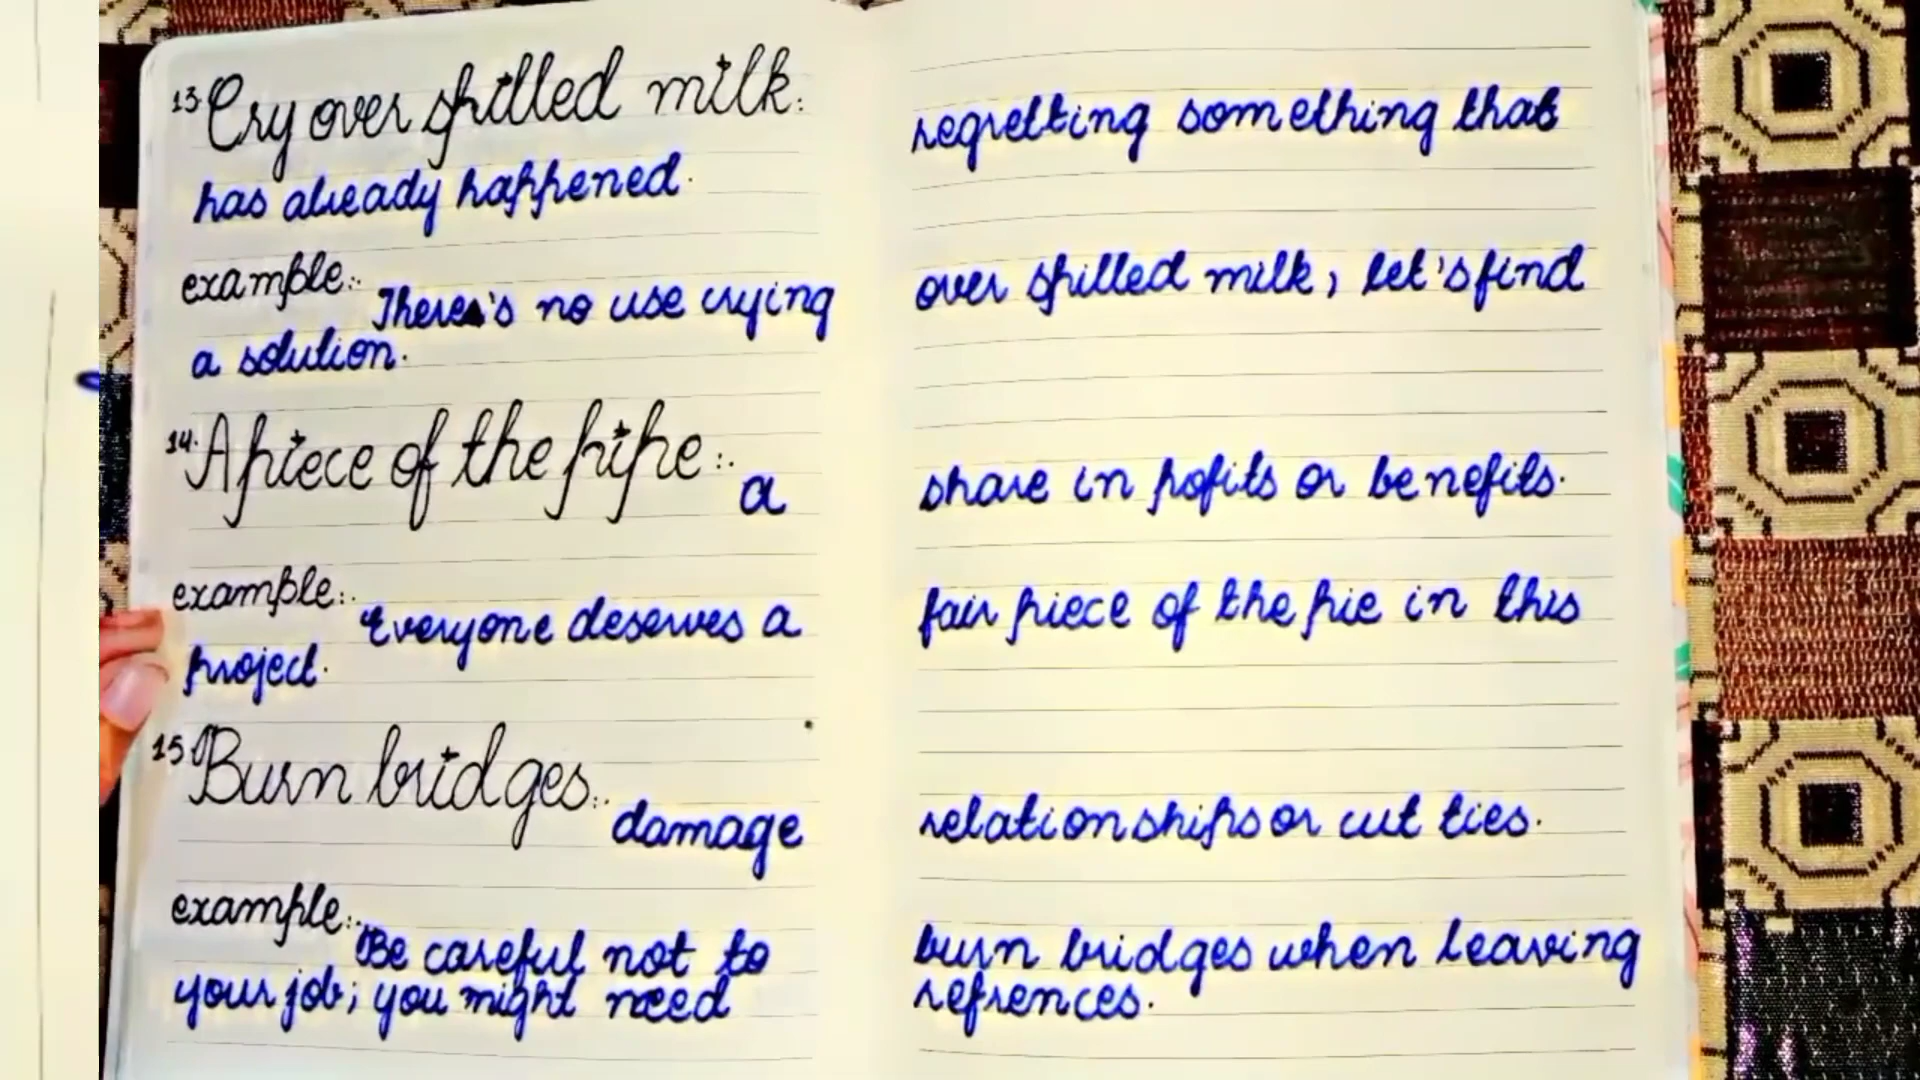 13. Cry over spilled milk: regretting something that
has already happened.
example:. There's no use crying over spilled milk, let's find
a solution.
14. A piece of the pipe:. a share in pofits or benefits.
example:. Everyone deserves a fair piece of the pie in this
project.
15 Burn bridges:. damage relationships or cut ties.
example:. Be careful not to burn bridges when leaving
your job; you might need refrences.